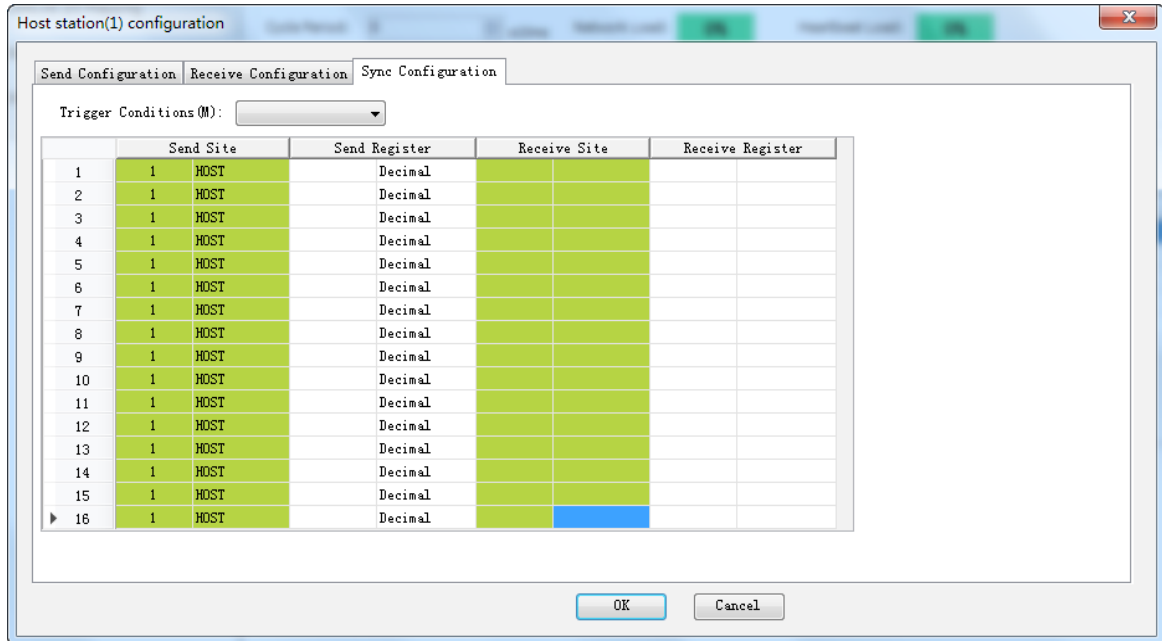 Host station(1) configuration
Send Configuration Receive Configuration Sync Configuration
Trigger Conditions(M):
Send Site Send Register Receive Site Receive Register
1 1 HOST Decimal
2 1 HOST Decimal
3 1 HOST Decimal
4 1 HOST Decimal
5 1 HOST Decimal
6 1 HOST Decimal
7 1 HOST Decimal
8 1 HOST Decimal
9 1 HOST Decimal
10 1 HOST Decimal
11 1 HOST Decimal
12 1 HOST Decimal
13 1 HOST Decimal
14 1 HOST Decimal
15 1 HOST Decimal
16 1 HOST Decimal
OK Cancel